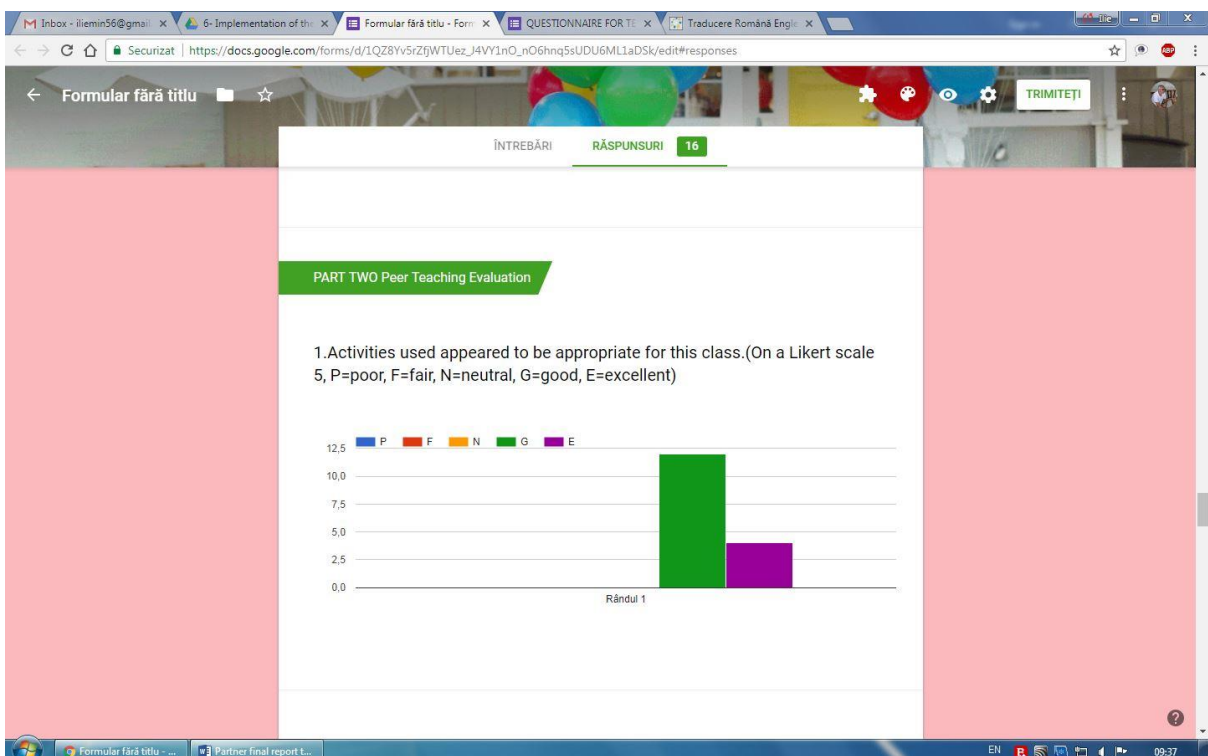 Inbox - iliemin56@gmail
6- Implementation of the
Formular fără titlu - Form
QUESTIONNAIRE FOR TE
Traducere Română Engle
Ilie
Securizat | https://docs.google.com/forms/d/1QZ8Yv5rZfjWTUez_J4VY1nO_nO6hnq5sUDU6ML1aDSk/edit#responses
ABP
Formular fără titlu
TRIMITEȚI
ÎNTREBĂRI RĂSPUNSURI 16
PART TWO Peer Teaching Evaluation
1.Activities used appeared to be appropriate for this class.(On a Likert scale
5, P=poor, F=fair, N=neutral, G=good, E=excellent)
P F N G E
12,5
10,0
7,5
5,0
2,5
0,0
Rândul 1
Formular fără titlu - ...
Partner final report t...
EN
09:37